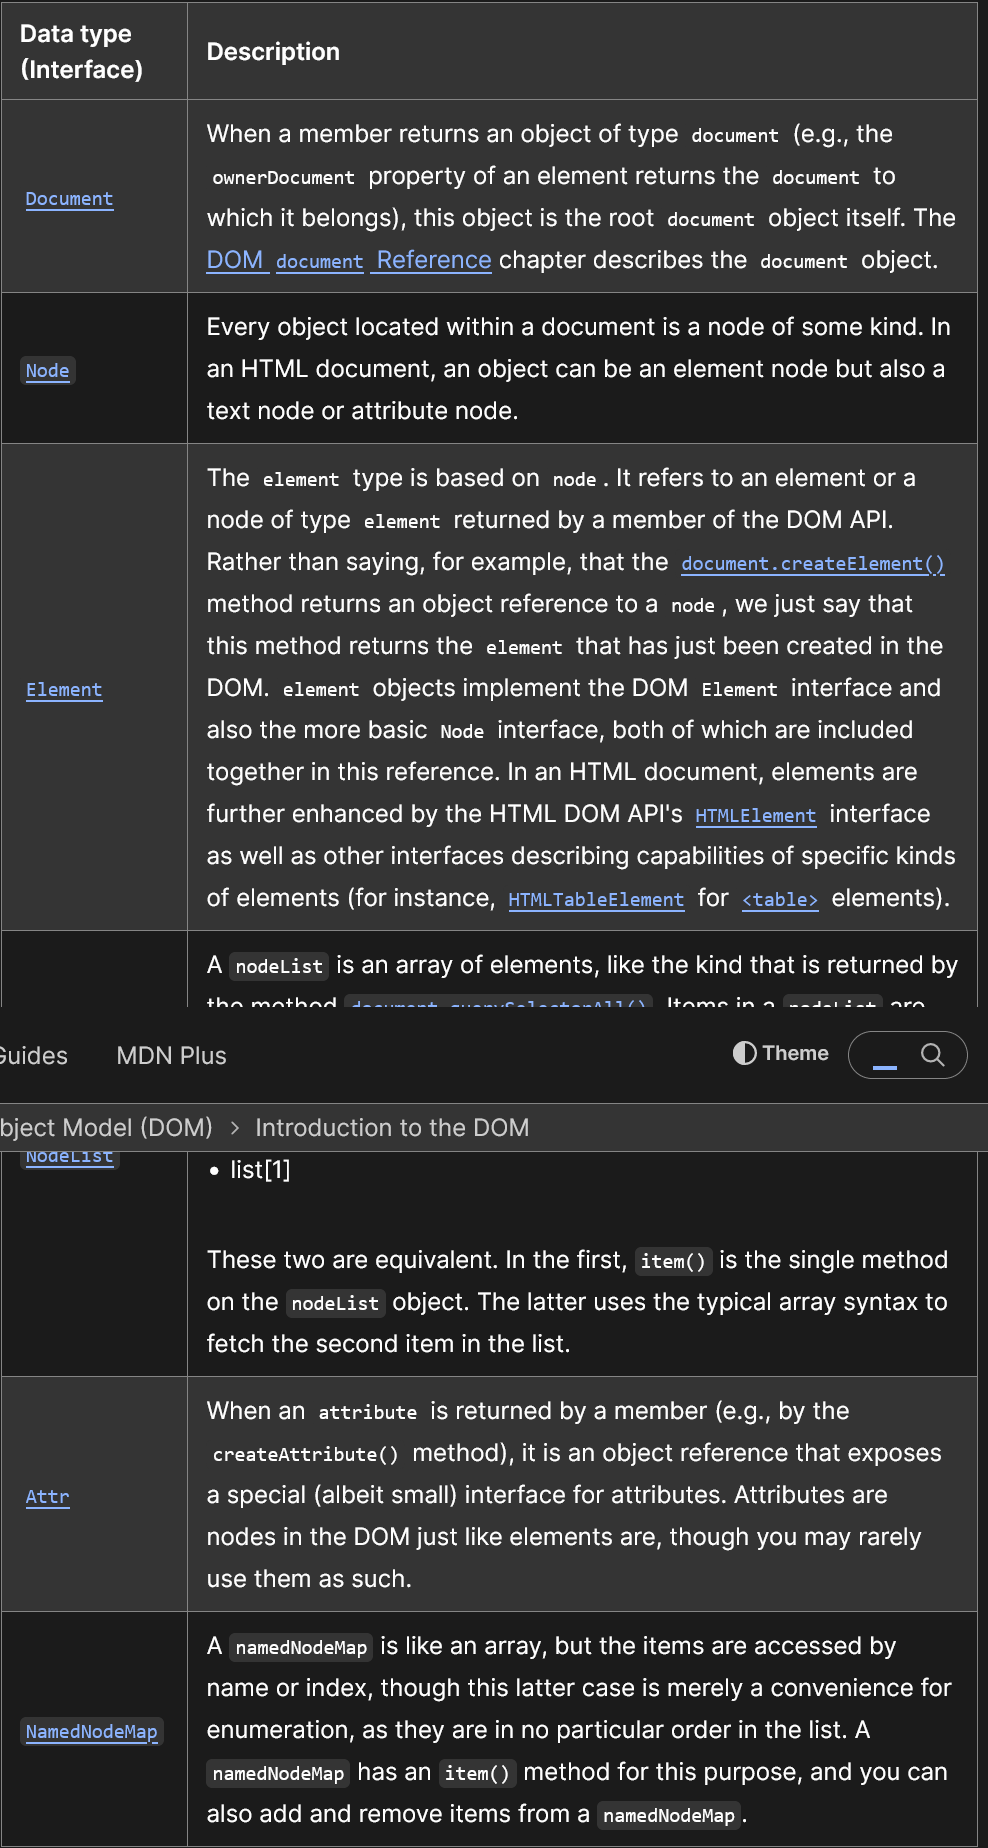 Data type
(Interface)
Description
Document
When a member returns an object of type document (e.g., the
ownerDocument property of an element returns the document to
which it belongs), this object is the root document object itself. The
DOM document Reference chapter describes the document object.
Node
Every object located within a document is a node of some kind. In
an HTML document, an object can be an element node but also a
text node or attribute node.
Element
The element type is based on node. It refers to an element or a
node of type element returned by a member of the DOM API.
Rather than saying, for example, that the document.createElement()
method returns an object reference to a node, we just say that
this method returns the element that has just been created in the
DOM. element objects implement the DOM Element interface and
also the more basic Node interface, both of which are included
together in this reference. In an HTML document, elements are
further enhanced by the HTML DOM API's HTMLElement interface
as well as other interfaces describing capabilities of specific kinds
of elements (for instance, HTMLTableElement for <table> elements).
A nodeList is an array of elements, like the kind that is returned by
the method document.querySelectorAll(). Items in a nodeList are
Guides
MDN Plus
Theme
bject Model (DOM) > Introduction to the DOM
NodeList
• list[1]
These two are equivalent. In the first, item() is the single method
on the nodeList object. The latter uses the typical array syntax to
fetch the second item in the list.
Attr
When an attribute is returned by a member (e.g., by the
createAttribute() method), it is an object reference that exposes
a special (albeit small) interface for attributes. Attributes are
nodes in the DOM just like elements are, though you may rarely
use them as such.
NamedNodeMap
A namedNodeMap is like an array, but the items are accessed by
name or index, though this latter case is merely a convenience for
enumeration, as they are in no particular order in the list. A
namedNodeMap has an item() method for this purpose, and you can
also add and remove items from a namedNodeMap.